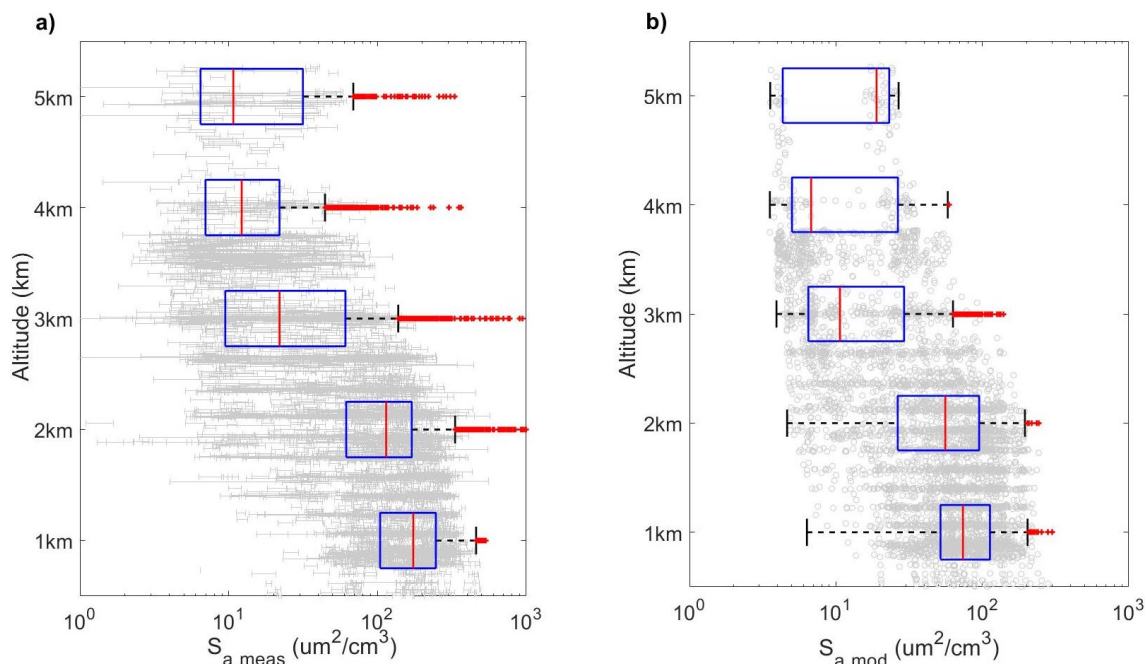 a)
5km
4km
3km
2km
1km
Altitude (km)
10^0 10^1 10^2 10^3
S_a meas (um^2/cm^3)
b)
5km
4km
3km
2km
1km
Altitude (km)
10^0 10^1 10^2 10^3
S_a mod (um^2/cm^3)